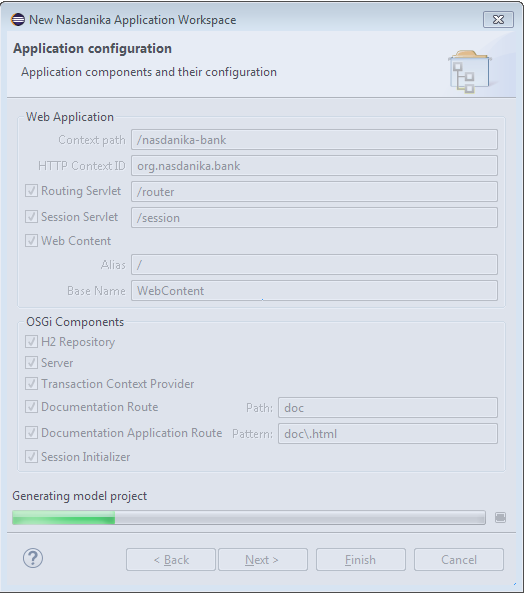 New Nasdanika Application Workspace
Application configuration
Application components and their configuration
Web Application
Context path /nasdanika-bank
HTTP Context ID org.nasdanika.bank
Routing Servlet /router
Session Servlet /session
Web Content
Alias /
Base Name WebContent
OSGi Components
H2 Repository
Server
Transaction Context Provider
Documentation Route Path: doc
Documentation Application Route Pattern: doc\.html
Session Initializer
Generating model project
? < Back Next > Finish Cancel